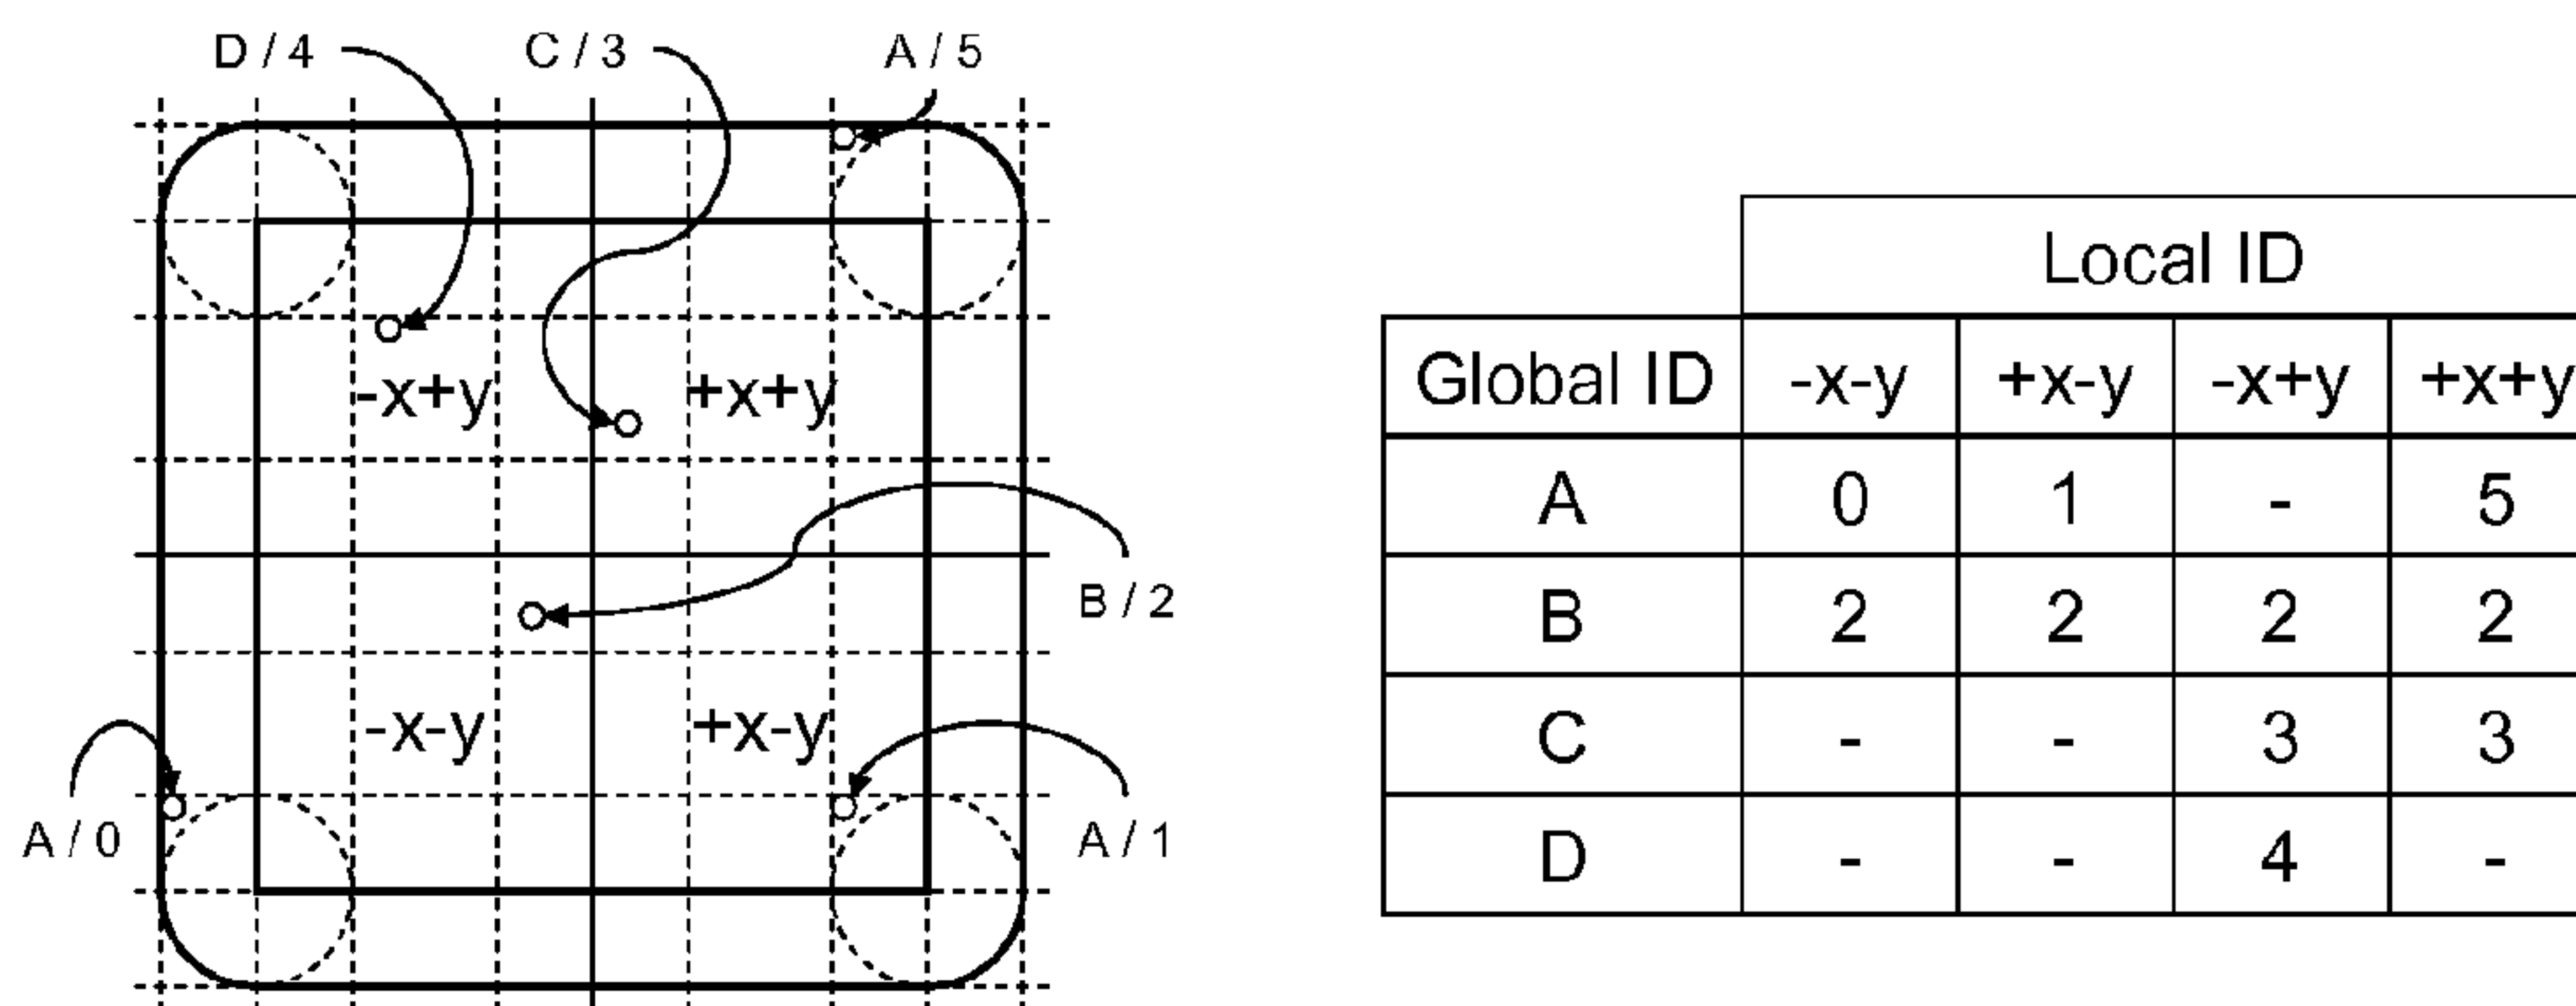 D / 4 C / 3 A / 5
-x+y +x+y
B / 2
-x-y +x-y
A / 0 A / 1
Local ID
Global ID -x-y +x-y -x+y +x+y
A 0 1 - 5
B 2 2 2 2
C - - 3 3
D - - 4 -